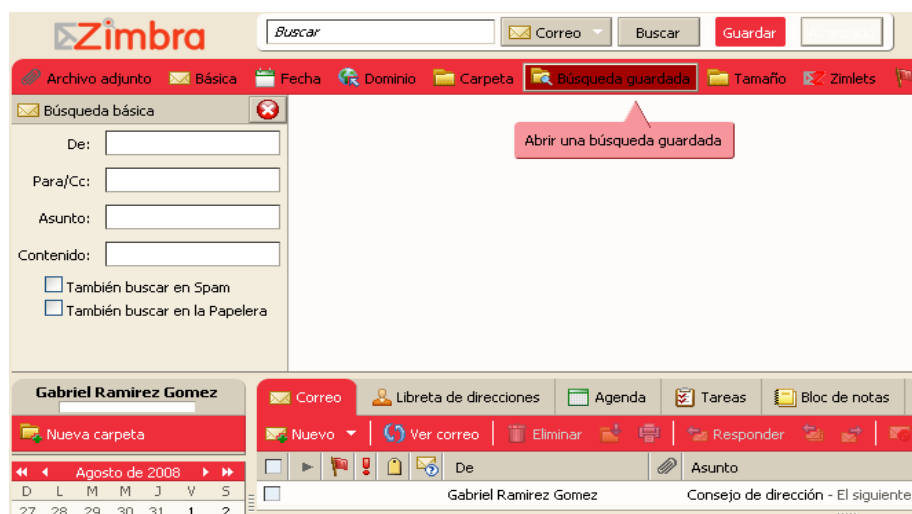 Zimbra
Buscar Correo Buscar Guardar
Archivo adjunto Básica Fecha Dominio Carpeta Búsqueda guardada Tamaño Zimlets
Búsqueda básica
Abrir una búsqueda guardada
De:
Para/Cc:
Asunto:
Contenido:
También buscar en Spam
También buscar en la Papelera
Gabriel Ramirez Gomez
Correo Libreta de direcciones Agenda Tareas Bloc de notas
Nueva carpeta
Nuevo Ver correo Eliminar Responder
Agosto de 2008
De Asunto
D L M M J V S
Gabriel Ramirez Gomez Consejo de dirección - El siguiente
27 28 29 30 31 1 2